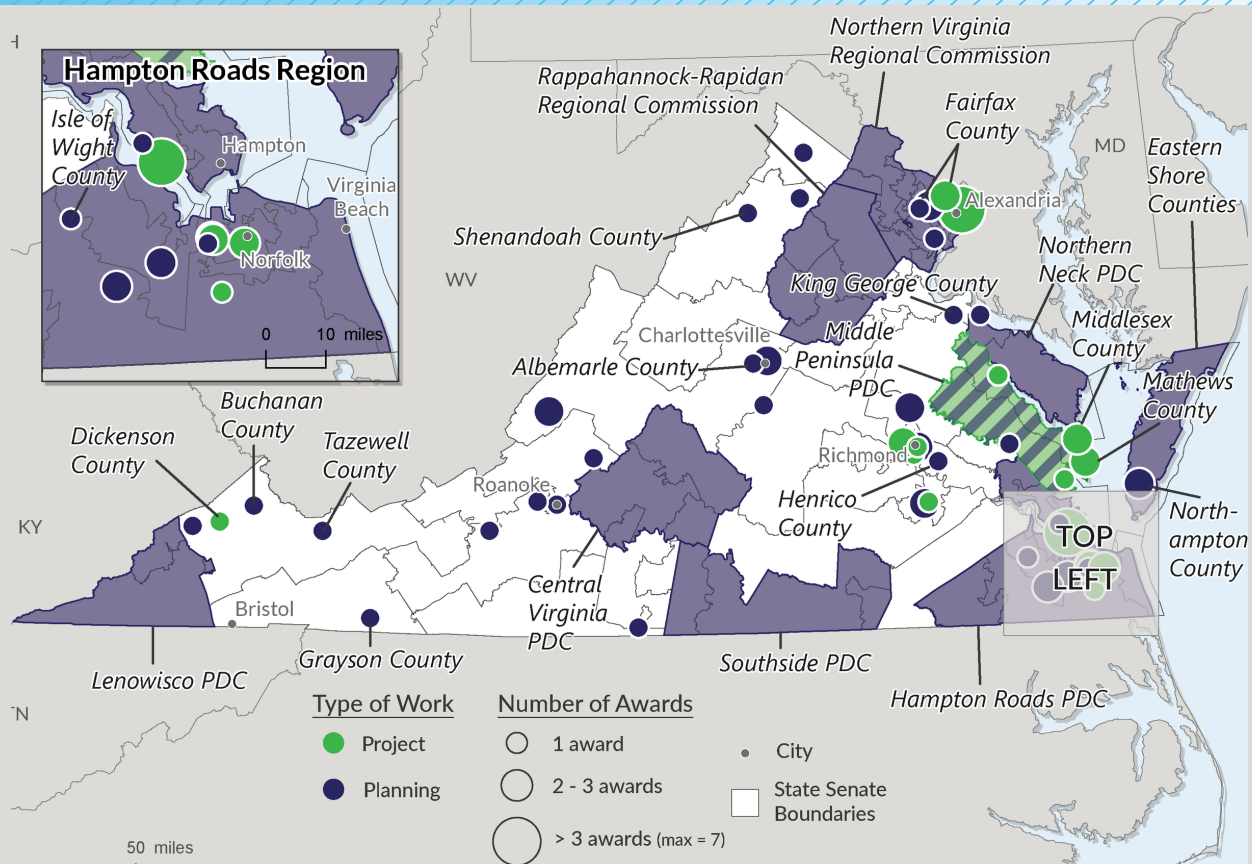 Northern Virginia
Regional Commission
Hampton Roads Region
Rappahannock-Rapidan
Regional Commission
Fairfax
County
Isle of
Wight
County
Hampton
Virginia
Beach
Norfolk
0 10 miles
MD
Eastern
Shore
Counties
Alexandria
Shenandoah County
Northern
Neck PDC
WV
King George County
Middlesex
County
Charlottesville
Middle
Peninsula
PDC
Albemarle County
Mathews
County
Buchanan
County
Dickenson
County
Tazewell
County
Richmond
Roanoke
Henrico
County
North-
ampton
County
KY
TOP
LEFT
Central
Virginia
PDC
Bristol
Grayson County
Southside PDC
Lenowisco PDC
Hampton Roads PDC
Type of Work
Project
Planning
Number of Awards
1 award
2 - 3 awards
> 3 awards (max = 7)
City
State Senate
Boundaries
50 miles